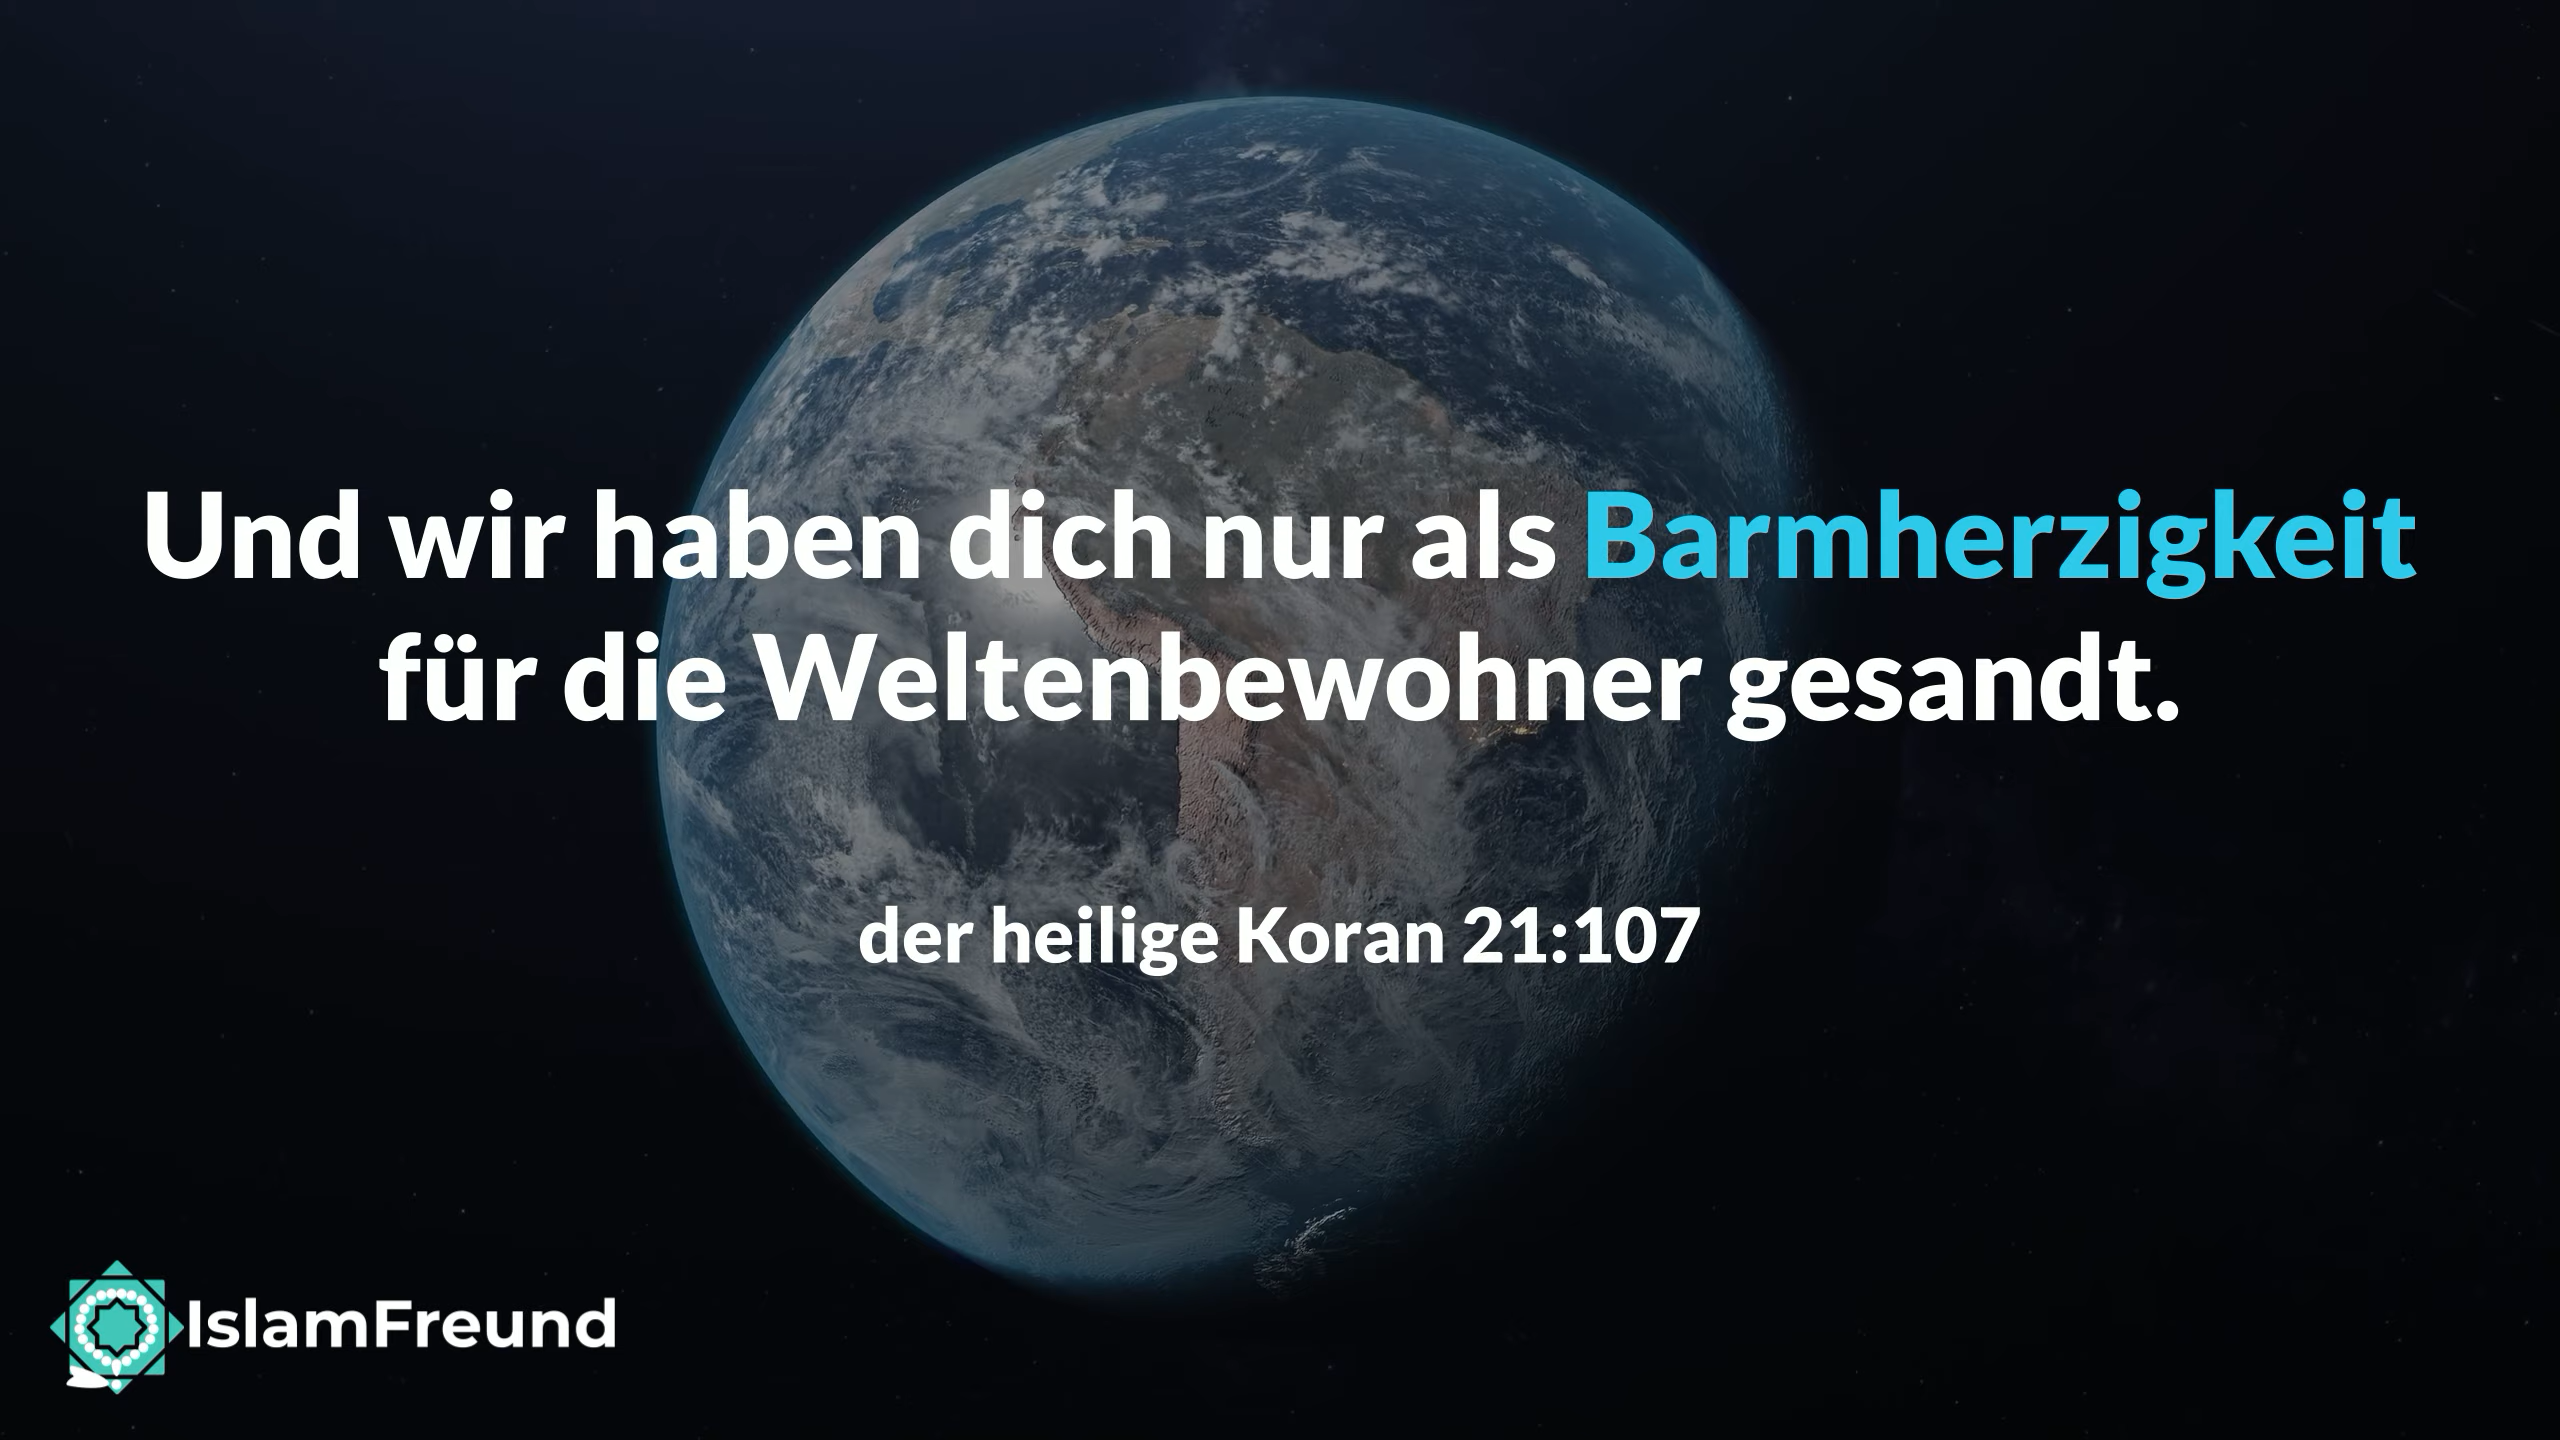 Und wir haben dich nur als Barmherzigkeit
für die Weltenbewohner gesandt.
der heilige Koran 21:107
IslamFreund